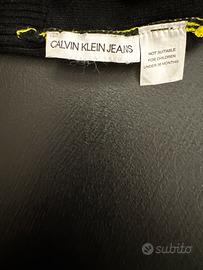 CALVIN KLEIN JEANS
NOT SUITABLE
FOR CHILDREN
UNDER 36 MONTHS
subito